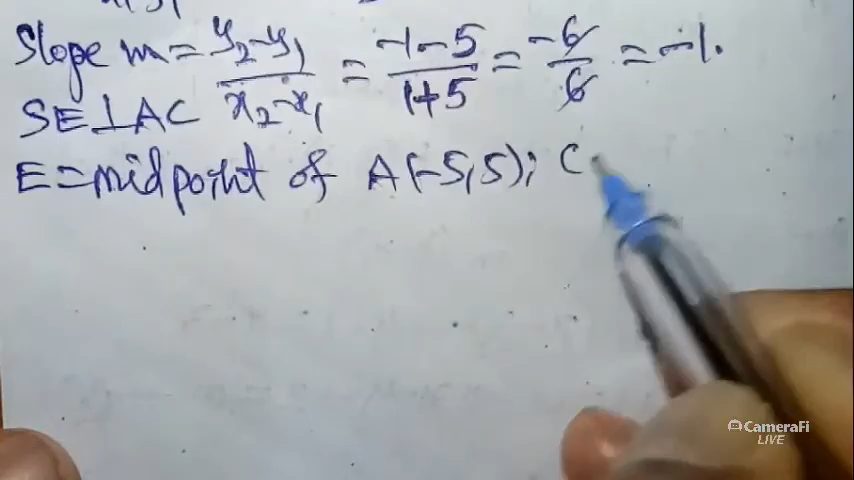 Slope m = y₂-y₁/x₂-x₁ = -1-5/1+5 = -6/6 = -1.
SE⊥AC
E = midpoint of A(-5,5); C
CameraFi
LIVE